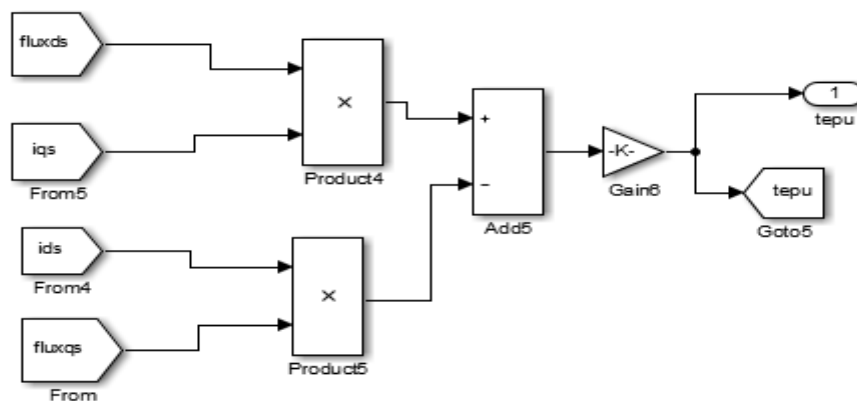 fluxds
iqs
From5
ids
From4
fluxqs
From
×
Product4
×
Product5
+
−
Add5
-K-
Gain6
1
tepu
tepu
Goto5